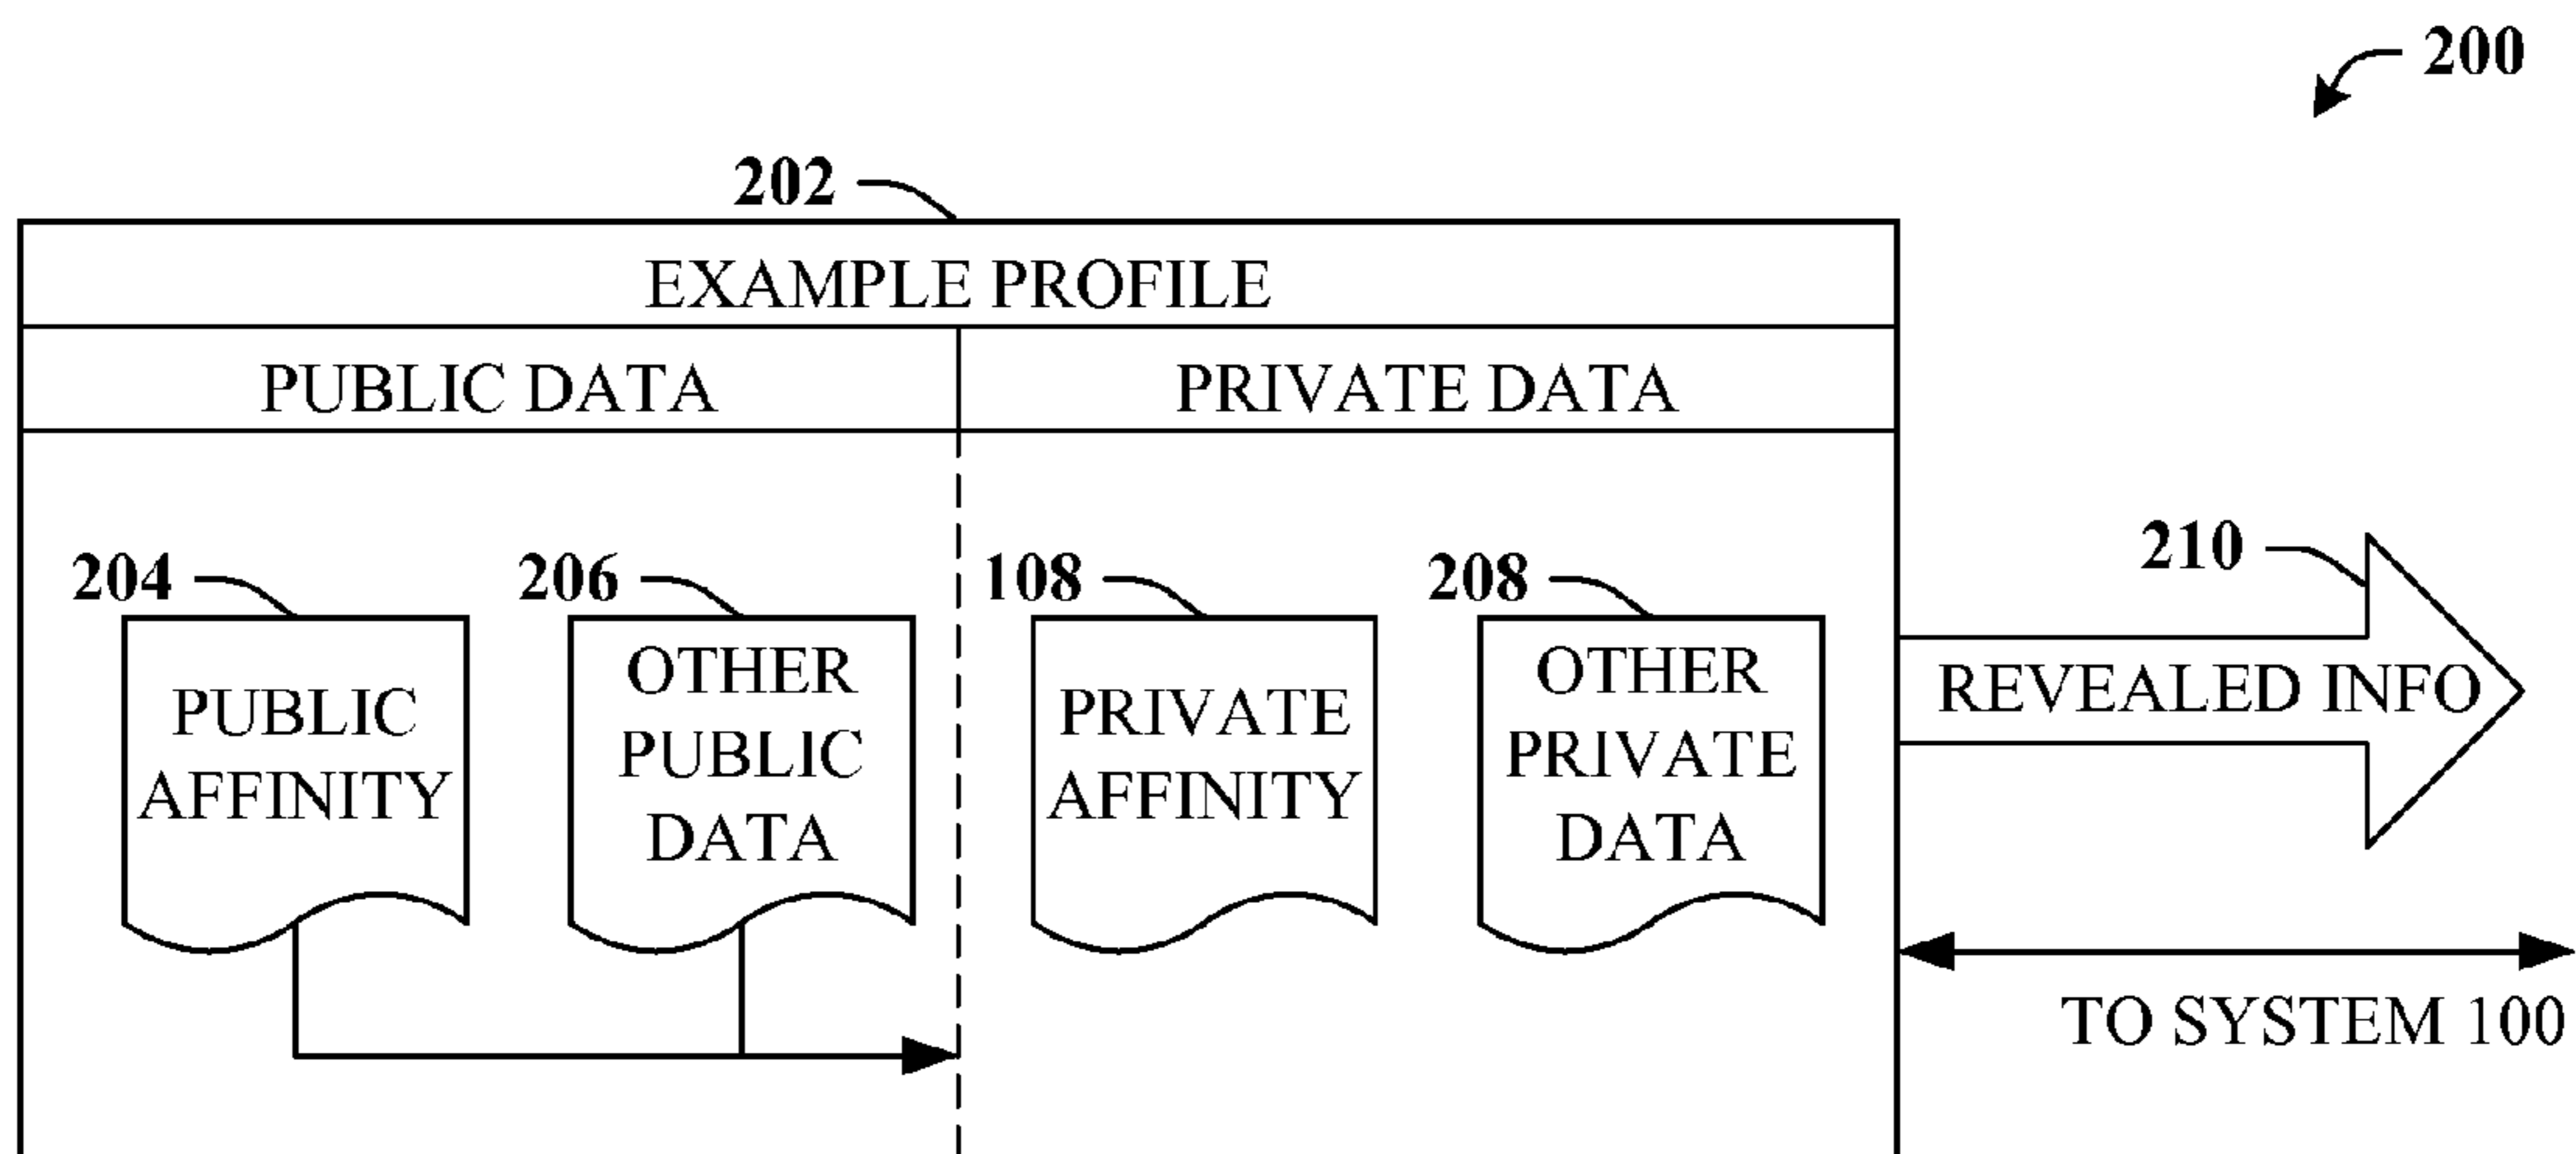 200
202
EXAMPLE PROFILE
PUBLIC DATA
PRIVATE DATA
204
206
108
208
210
PUBLIC
AFFINITY
OTHER
PUBLIC
DATA
PRIVATE
AFFINITY
OTHER
PRIVATE
DATA
REVEALED INFO
TO SYSTEM 100